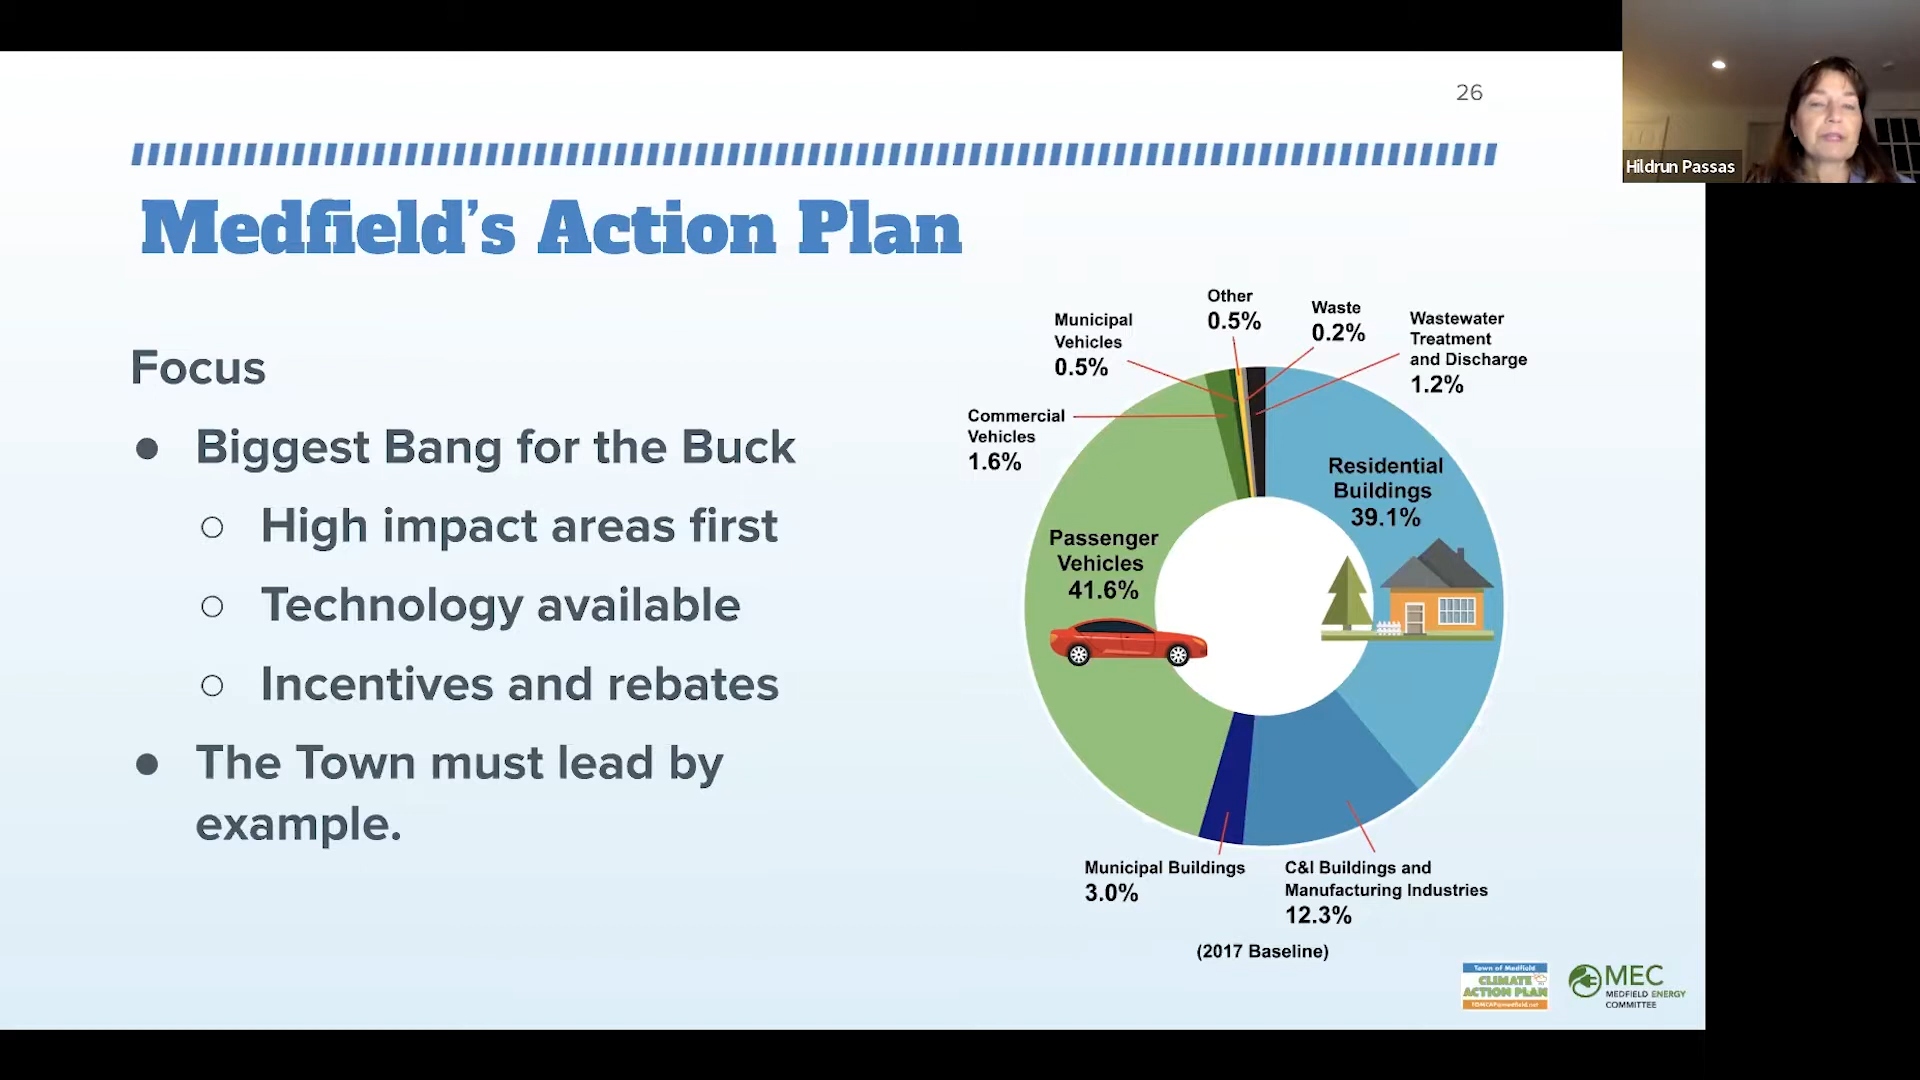 26
Hildrun Passas
Medfield's Action Plan
Focus
● Biggest Bang for the Buck
○ High impact areas first
○ Technology available
○ Incentives and rebates
● The Town must lead by
example.
Other
0.5%
Waste
0.2%
Municipal
Vehicles
0.5%
Wastewater
Treatment
and Discharge
1.2%
Commercial
Vehicles
1.6%
Residential
Buildings
39.1%
Passenger
Vehicles
41.6%
Municipal Buildings
3.0%
C&I Buildings and
Manufacturing Industries
12.3%
(2017 Baseline)
Town of Medfield
CLIMATE
ACTION PLAN
MEC
MEDFIELD ENERGY
COMMITTEE